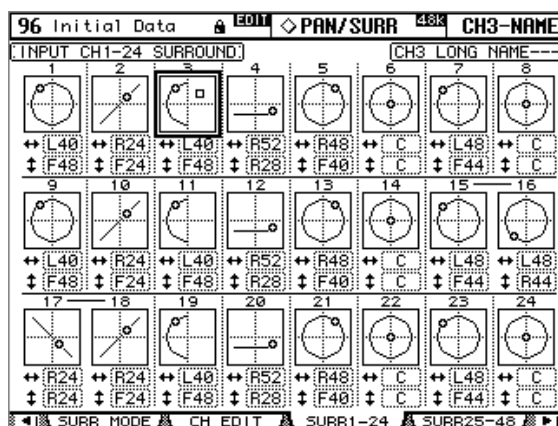 96 Initial Data EDIT PAN/SURR 48K CH3-NAME
INPUT CH1-24 SURROUND CH3 LONG NAME---
1 2 3 4 5 6 7 8
L40 R24 L40 R52 R48 C L48 C
F48 F24 F48 R28 F40 C F44 C
9 10 11 12 13 14 15 16
L40 R24 L40 R52 R48 C L48 L48
F48 F24 F48 R28 F40 C F44 R44
17 18 19 20 21 22 23 24
R24 R24 L40 R52 R48 C L48 C
R24 F24 F48 R28 F40 C F44 C
SURR MODE CH EDIT SURR1-24 SURR25-48